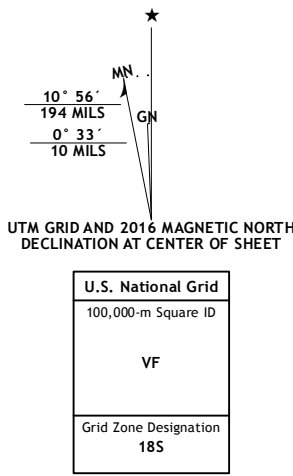 ★
MN
10° 56´
194 MILS
GN
0° 33´
10 MILS
UTM GRID AND 2016 MAGNETIC NORTH
DECLINATION AT CENTER OF SHEET
U.S. National Grid
100,000-m Square ID
VF
Grid Zone Designation
18S